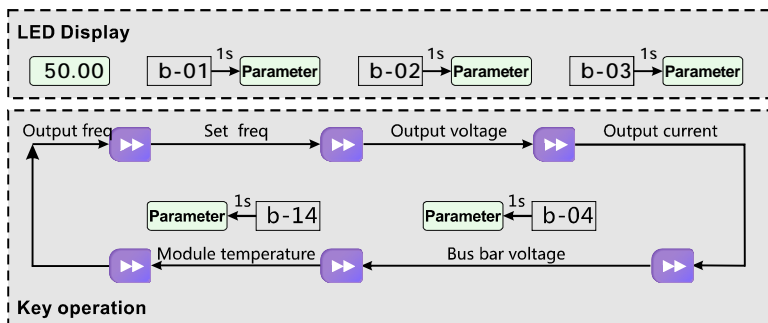 LED Display
50.00
b-01
1s
Parameter
b-02
1s
Parameter
b-03
1s
Parameter
Output freq
Set freq
Output voltage
Output current
Parameter
1s
b-14
Parameter
1s
b-04
Module temperature
Bus bar voltage
Key operation